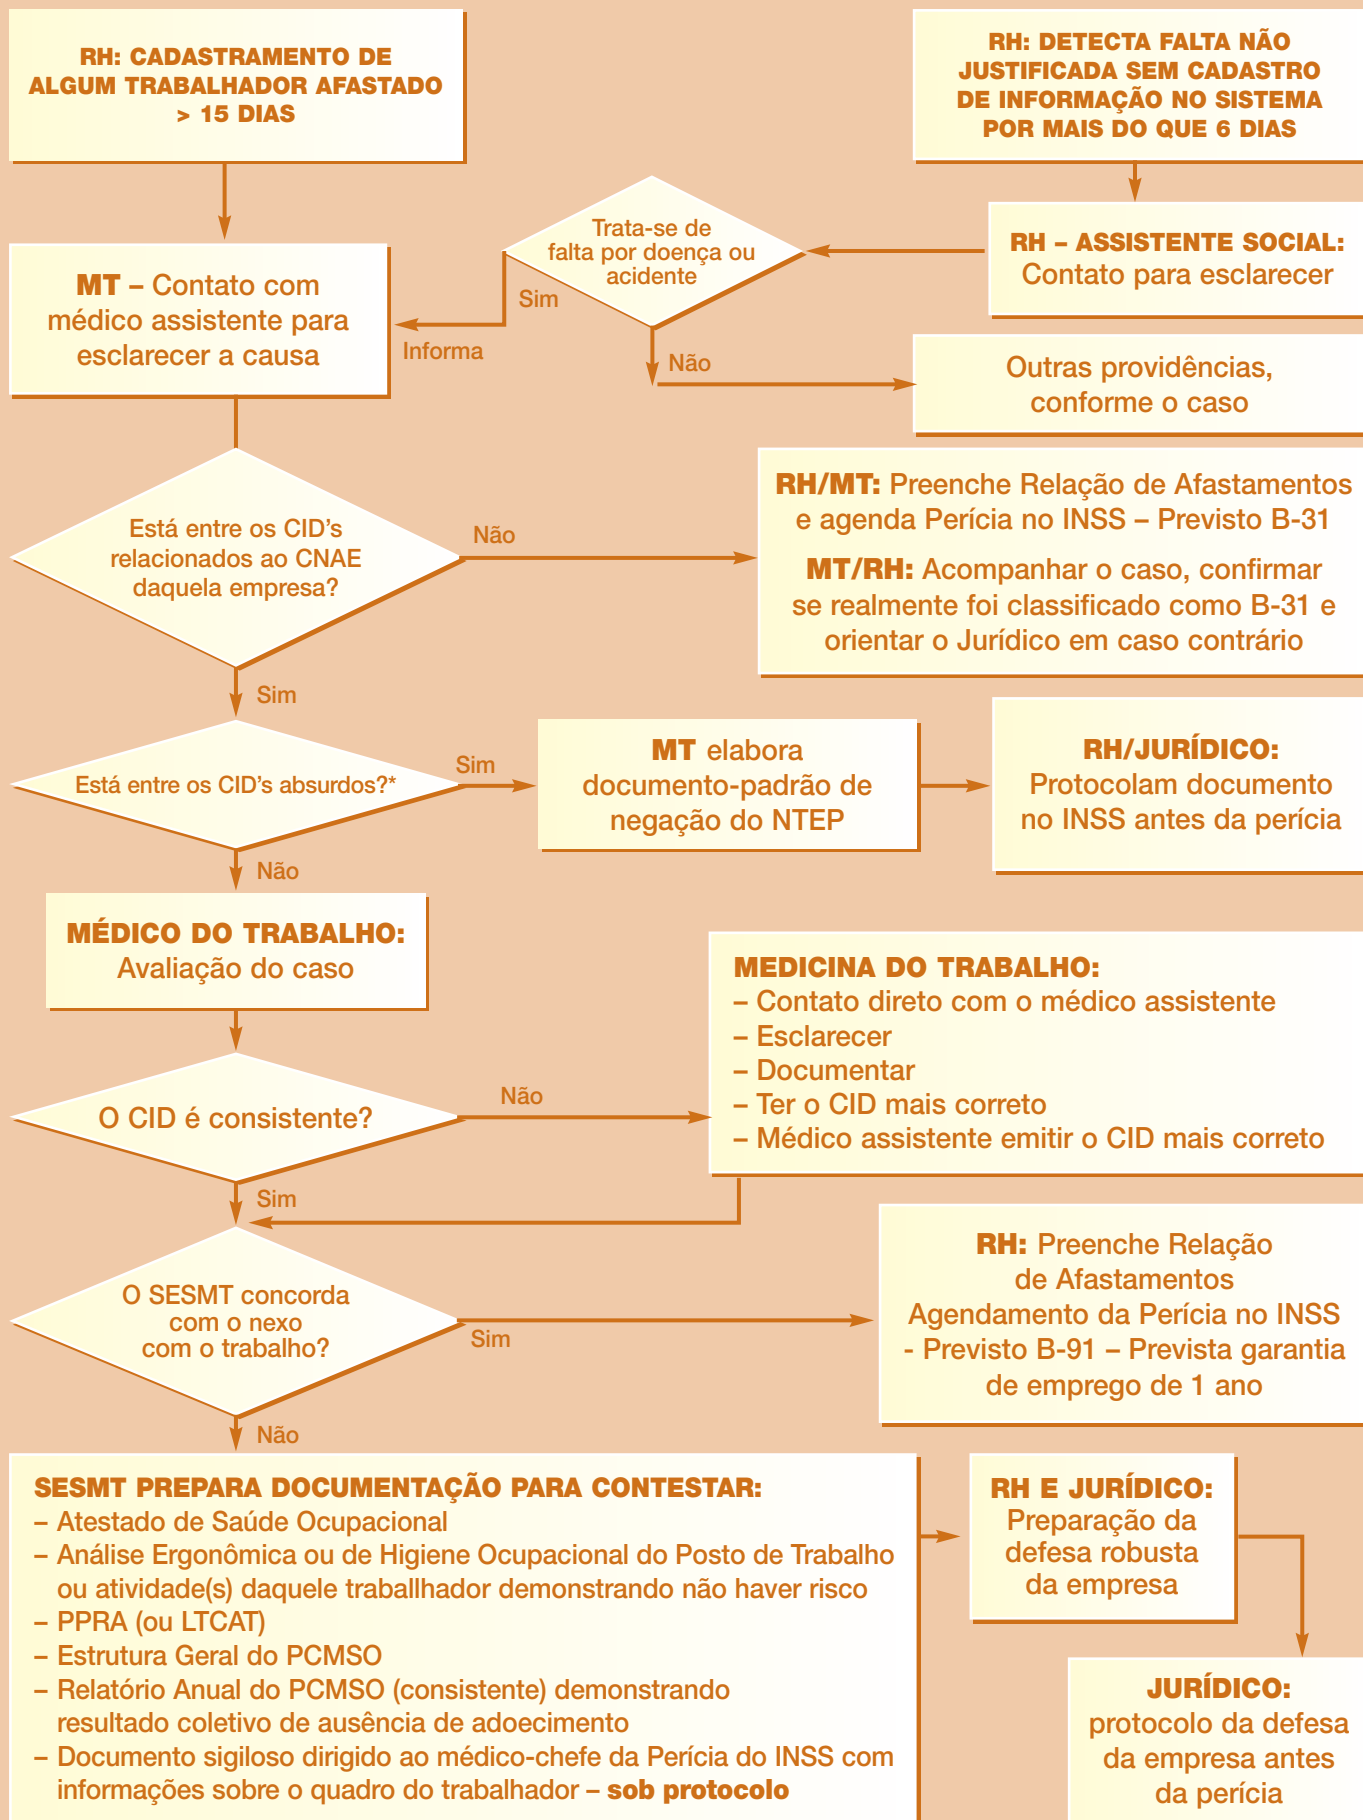 RH: CADASTRAMENTO DE
ALGUM TRABALHADOR AFASTADO
> 15 DIAS
RH: DETECTA FALTA NÃO
JUSTIFICADA SEM CADASTRO
DE INFORMAÇÃO NO SISTEMA
POR MAIS DO QUE 6 DIAS
RH – ASSISTENTE SOCIAL:
Contato para esclarecer
Trata-se de
falta por doença ou
acidente
Sim
Informa
Não
MT – Contato com
médico assistente para
esclarecer a causa
Outras providências,
conforme o caso
Está entre os CID's
relacionados ao CNAE
daquela empresa?
Não
RH/MT: Preenche Relação de Afastamentos
e agenda Perícia no INSS – Previsto B-31
MT/RH: Acompanhar o caso, confirmar
se realmente foi classificado como B-31 e
orientar o Jurídico em caso contrário
Sim
Está entre os CID's absurdos?*
Sim
MT elabora
documento-padrão de
negação do NTEP
RH/JURÍDICO:
Protocolam documento
no INSS antes da perícia
Não
MÉDICO DO TRABALHO:
Avaliação do caso
O CID é consistente?
Não
MEDICINA DO TRABALHO:
– Contato direto com o médico assistente
– Esclarecer
– Documentar
– Ter o CID mais correto
– Médico assistente emitir o CID mais correto
Sim
O SESMT concorda
com o nexo
com o trabalho?
Sim
RH: Preenche Relação
de Afastamentos
Agendamento da Perícia no INSS
- Previsto B-91 – Prevista garantia
de emprego de 1 ano
Não
SESMT PREPARA DOCUMENTAÇÃO PARA CONTESTAR:
– Atestado de Saúde Ocupacional
– Análise Ergonômica ou de Higiene Ocupacional do Posto de Trabalho
ou atividade(s) daquele traballhador demonstrando não haver risco
– PPRA (ou LTCAT)
– Estrutura Geral do PCMSO
– Relatório Anual do PCMSO (consistente) demonstrando
resultado coletivo de ausência de adoecimento
– Documento sigiloso dirigido ao médico-chefe da Perícia do INSS com
informações sobre o quadro do trabalhador – sob protocolo
RH E JURÍDICO:
Preparação da
defesa robusta
da empresa
JURÍDICO:
protocolo da defesa
da empresa antes
da perícia